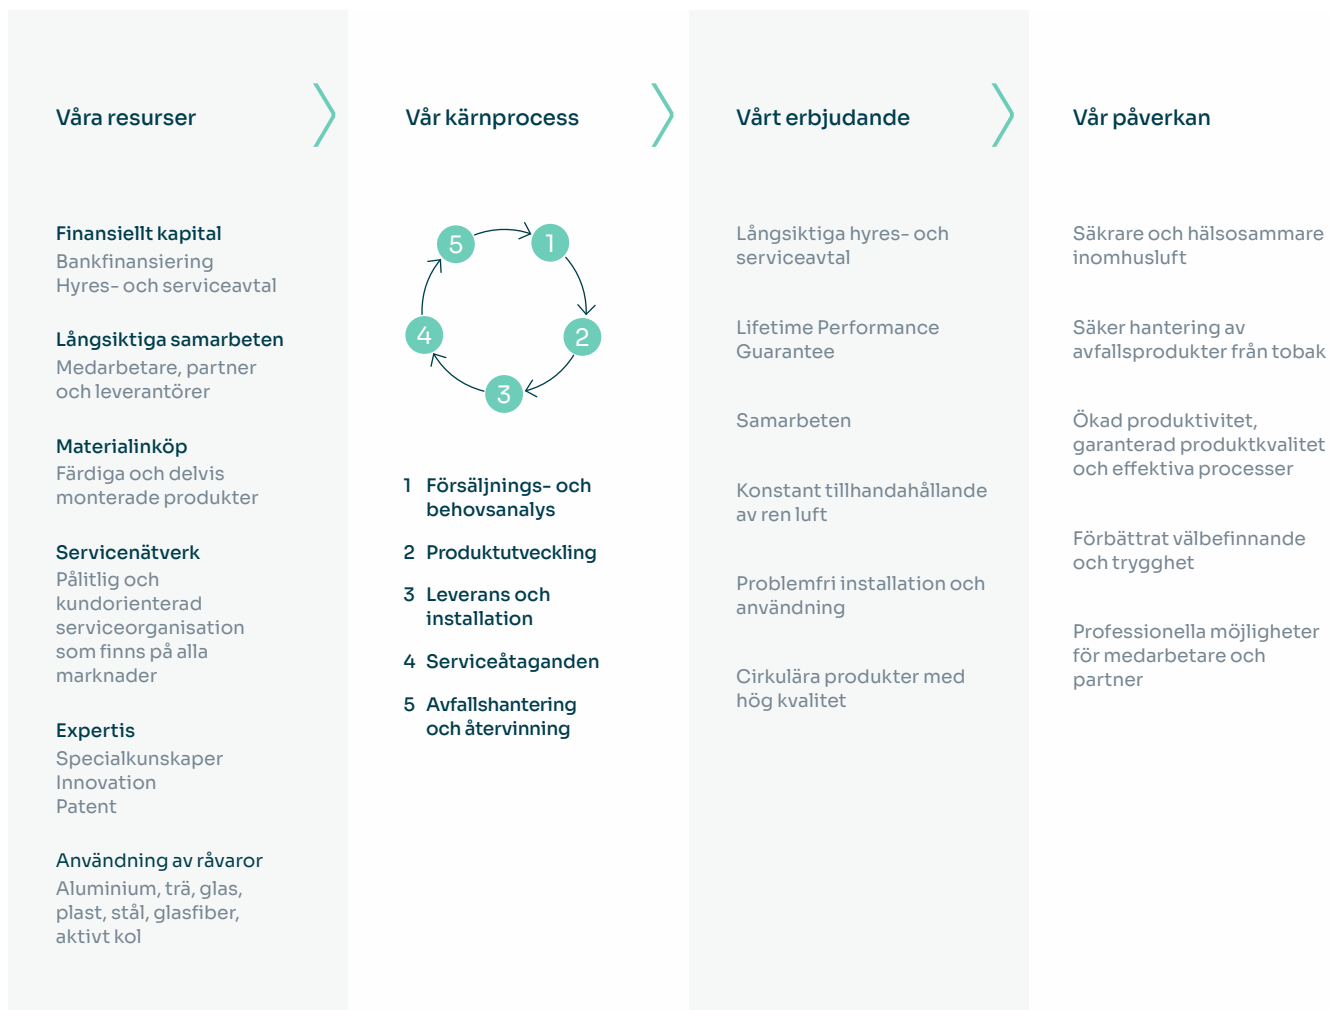 Våra resurser
Finansiellt kapital
Bankfinansiering
Hyres- och serviceavtal
Långsiktiga samarbeten
Medarbetare, partner
och leverantörer
Materialinköp
Färdiga och delvis
monterade produkter
Servicenätverk
Pålitlig och
kundorienterad
serviceorganisation
som finns på alla
marknader
Expertis
Specialkunskaper
Innovation
Patent
Användning av råvaror
Aluminium, trä, glas,
plast, stål, glasfiber,
aktivt kol
Vår kärnprocess
1
2
3
4
5
1 Försäljnings- och
behovsanalys
2 Produktutveckling
3 Leverans och
installation
4 Serviceåtaganden
5 Avfallshantering
och återvinning
Vårt erbjudande
Långsiktiga hyres- och
serviceavtal
Lifetime Performance
Guarantee
Samarbeten
Konstant tillhandahållande
av ren luft
Problemfri installation och
användning
Cirkulära produkter med
hög kvalitet
Vår påverkan
Säkrare och hälsosammare
inomhusluft
Säker hantering av
avfallsprodukter från tobak
Ökad produktivitet,
garanterad produktkvalitet
och effektiva processer
Förbättrat välbefinnande
och trygghet
Professionella möjligheter
för medarbetare och
partner